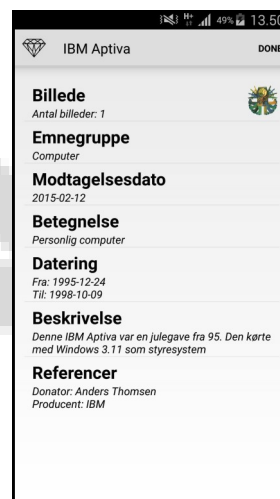 H+ 49% 13.50
IBM Aptiva DONE
Billede
Antal billeder: 1
Emnegruppe
Computer
Modtagelsesdato
2015-02-12
Betegnelse
Personlig computer
Datering
Fra: 1995-12-24
Til: 1998-10-09
Beskrivelse
Denne IBM Aptiva var en julegave fra 95. Den kørte
med Windows 3.11 som styresystem
Referencer
Donator: Anders Thomsen
Producent: IBM